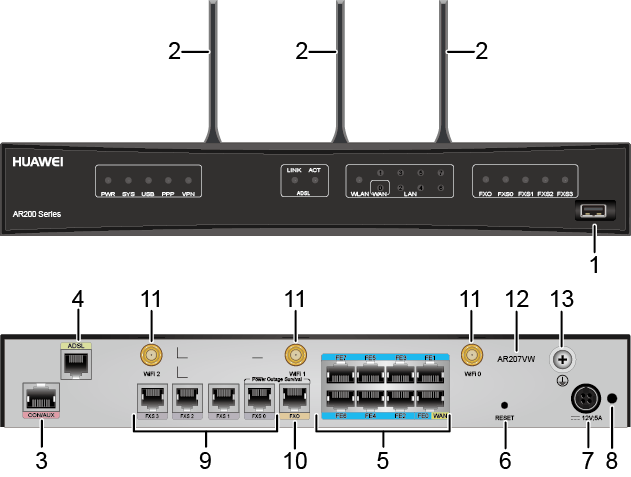 2 2 2
HUAWEI
LINK ACT
1 3 5 7
PWR SYS USB PPP VPN
ADSL
WLAN 0 WAN 2 4 6
LAN
FXO FXS0 FXS1 FXS2 FXS3
AR200 Series
1
4 11 11 11 12 13
ADSL
WiFi 2 WiFi 1 WiFi 0
AR207VW
FE7 FE5 FE3 FE1
Power Outage Survival
CON/AUX
FXS 3 FXS 2 FXS 1 FXS 0 FXO
FE6 FE4 FE2 FE0 WAN
RESET
12V;5A
3 9 10 5 6 7 8